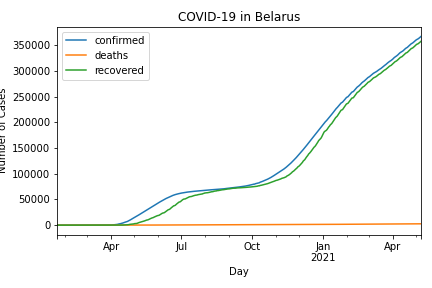 COVID-19 in Belarus
confirmed
deaths
recovered
350000
300000
250000
200000
150000
100000
50000
0
Number of Cases
Apr
Jul
Oct
Jan
2021
Apr
Day